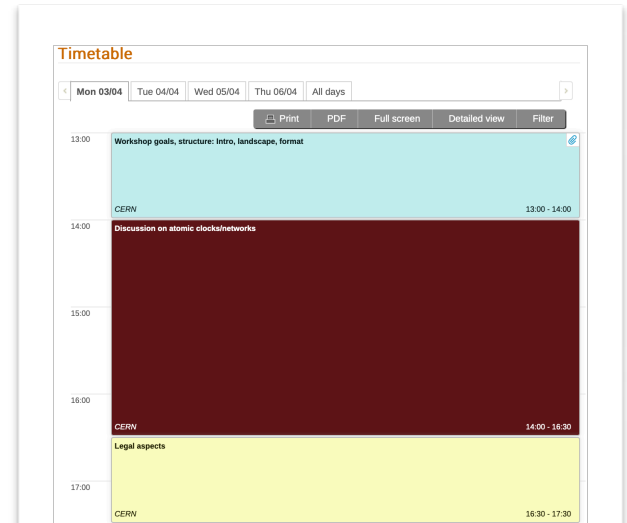 Timetable
Mon 03/04 Tue 04/04 Wed 05/04 Thu 06/04 All days
Print PDF Full screen Detailed view Filter
13:00
Workshop goals, structure: Intro, landscape, format
CERN 13:00 - 14:00
14:00
Discussion on atomic clocks/networks
15:00
16:00
CERN 14:00 - 16:30
Legal aspects
17:00
CERN 16:30 - 17:30